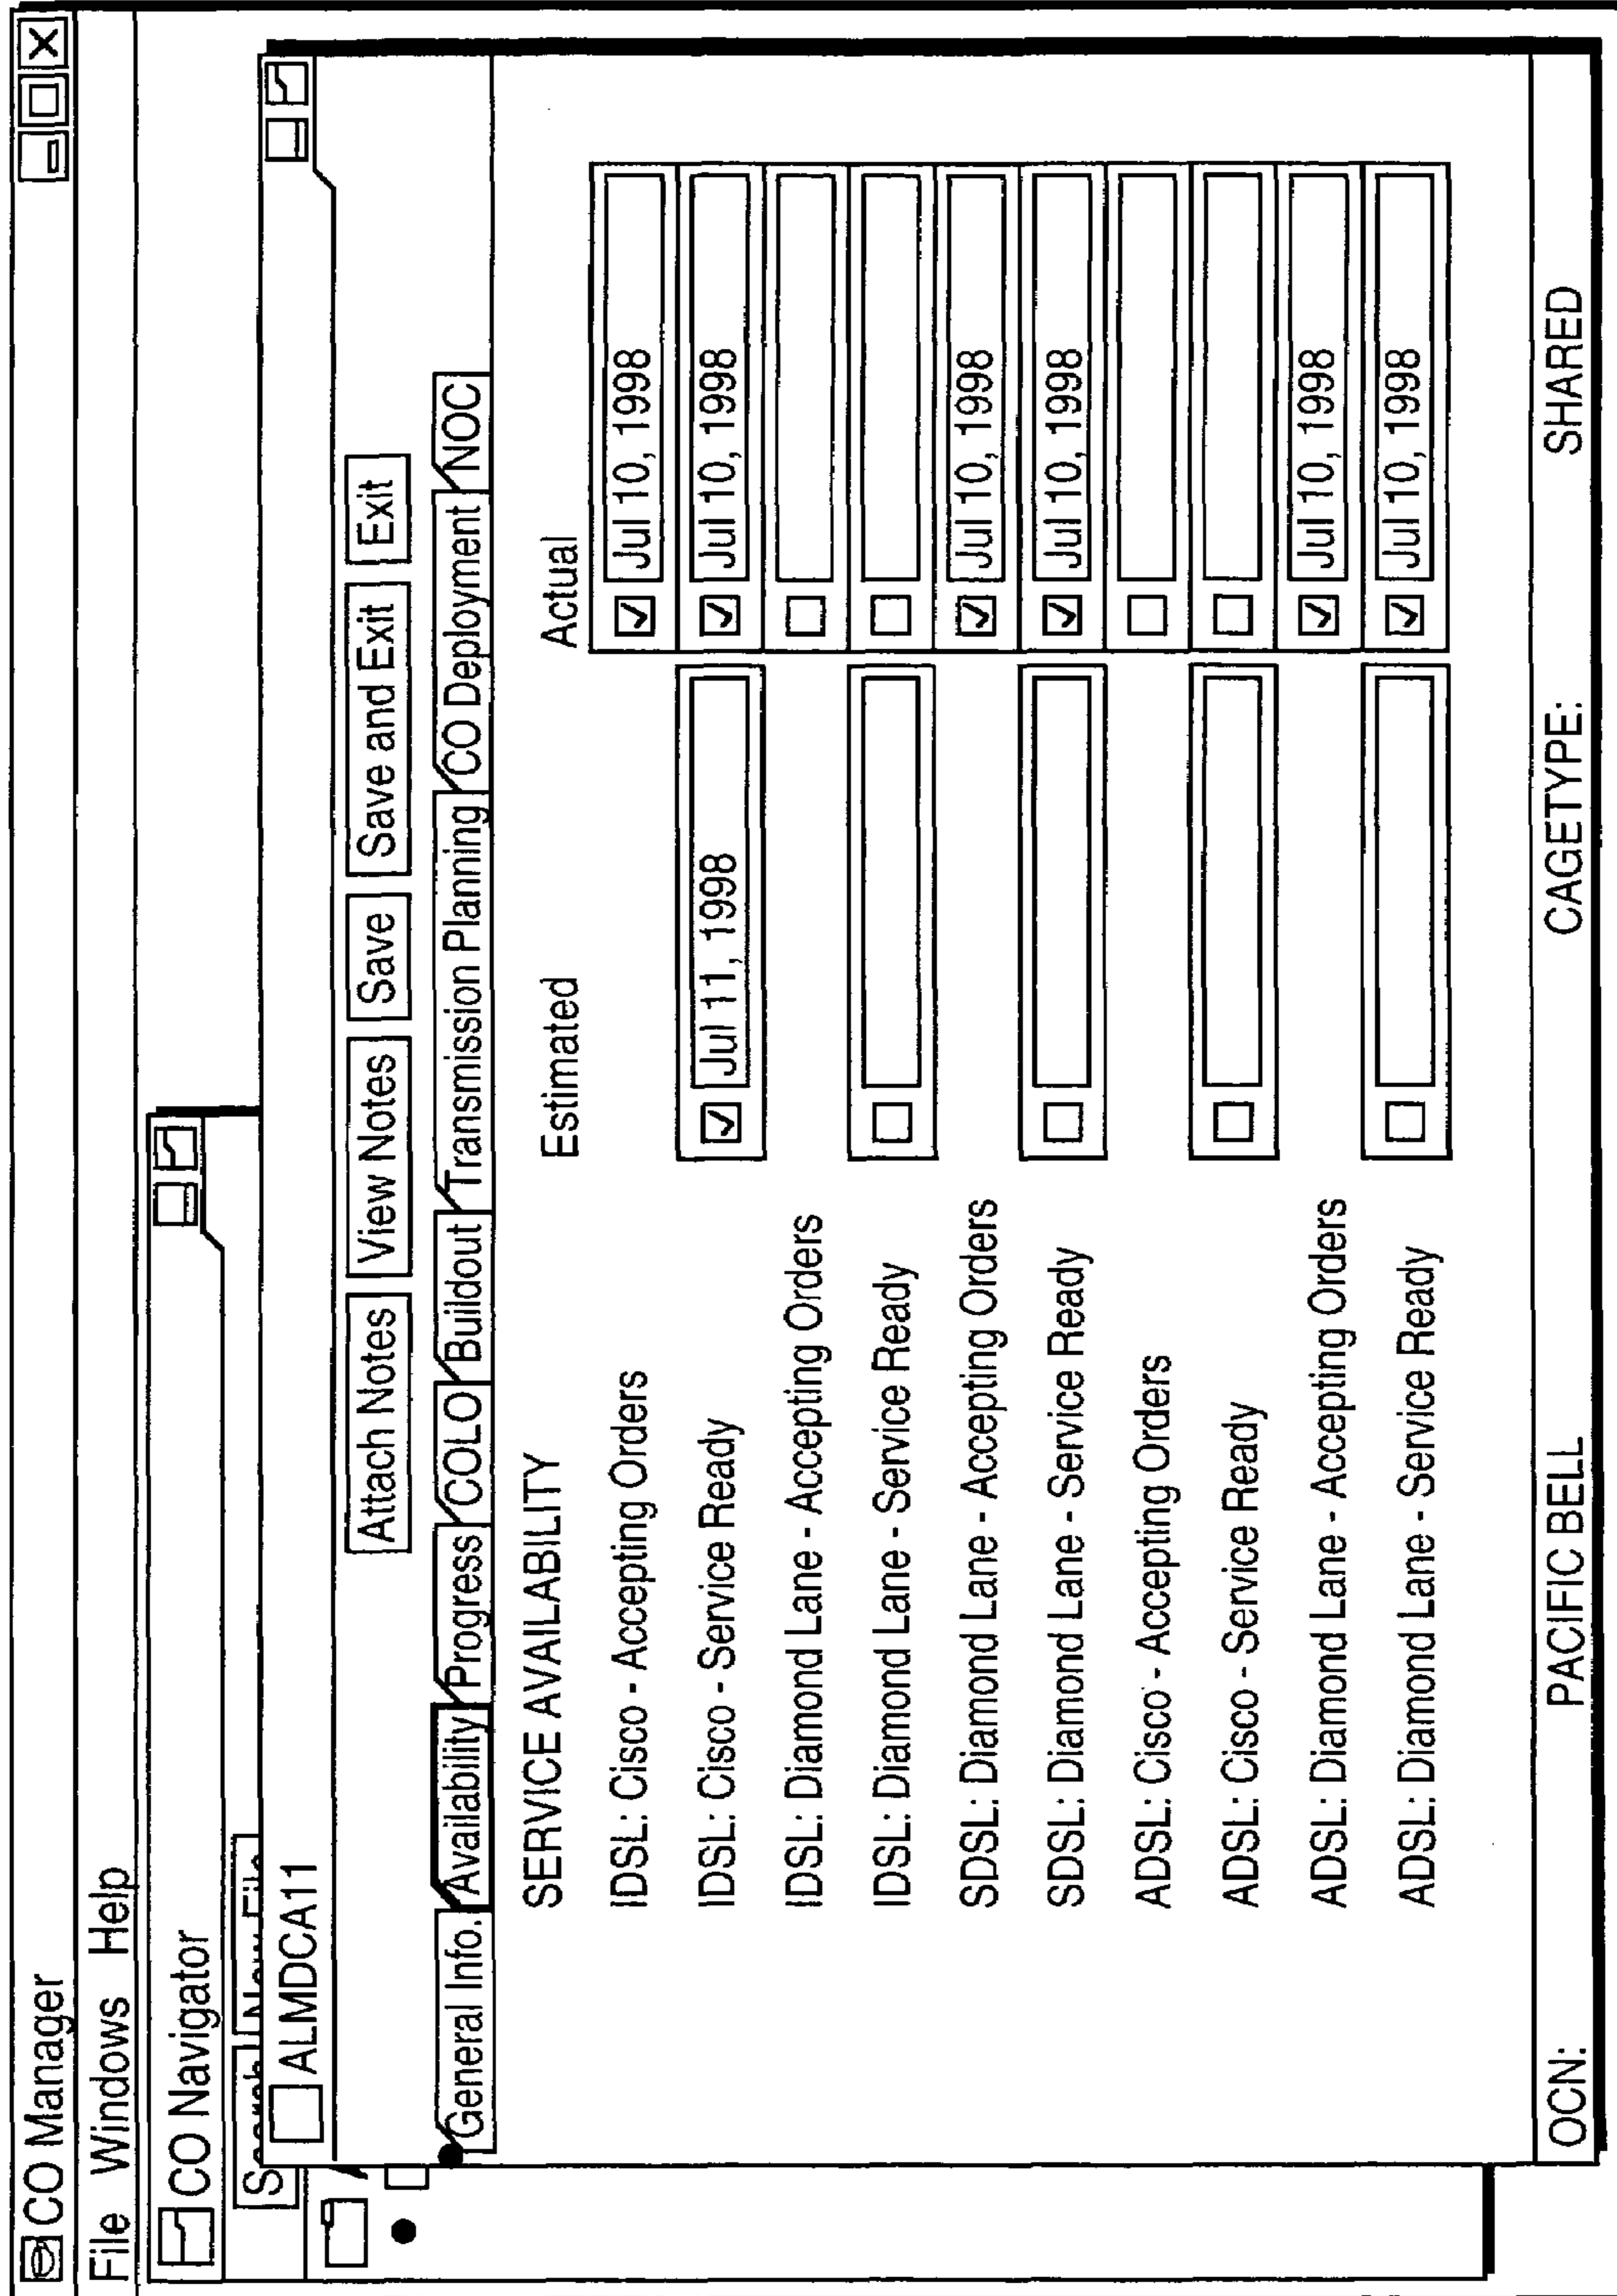 CO Manager
File Windows Help
CO Navigator
Search New File
ALMDCA11
Attach Notes View Notes Save Save and Exit Exit
General Info. Availability Progress COLO Buildout Transmission Planning CO Deployment NOC
SERVICE AVAILABILITY Estimated Actual
IDSL: Cisco - Accepting Orders Jul 10, 1998
IDSL: Cisco - Service Ready Jul 11, 1998 Jul 10, 1998
IDSL: Diamond Lane - Accepting Orders
IDSL: Diamond Lane - Service Ready
SDSL: Diamond Lane - Accepting Orders Jul 10, 1998
SDSL: Diamond Lane - Service Ready Jul 10, 1998
ADSL: Cisco - Accepting Orders
ADSL: Cisco - Service Ready
ADSL: Diamond Lane - Accepting Orders Jul 10, 1998
ADSL: Diamond Lane - Service Ready Jul 10, 1998
OCN: PACIFIC BELL CAGETYPE: SHARED